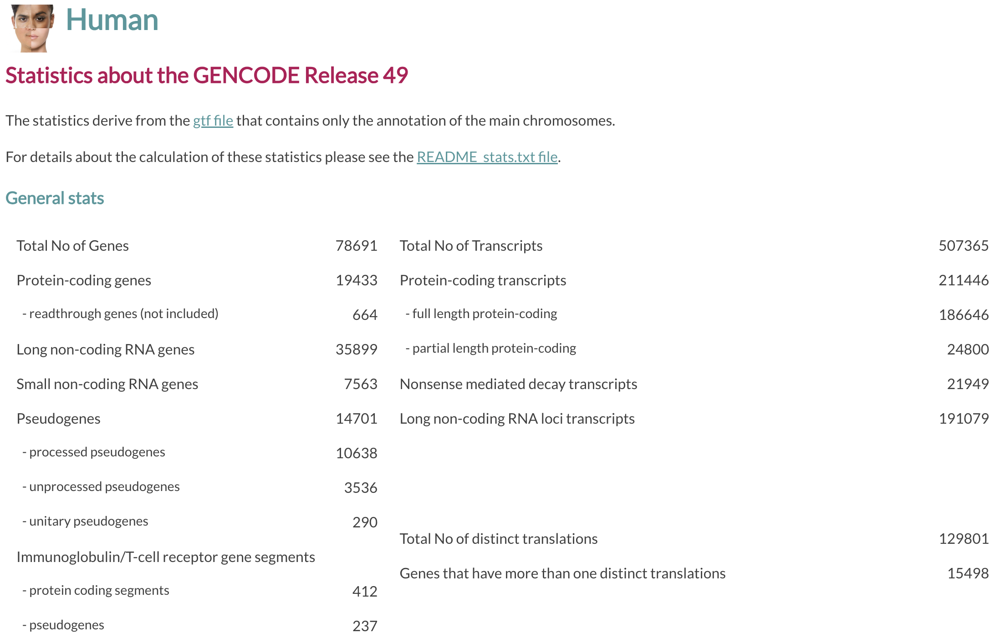 Human
Statistics about the GENCODE Release 49
The statistics derive from the gtf file that contains only the annotation of the main chromosomes.
For details about the calculation of these statistics please see the README_stats.txt file.
General stats
Total No of Genes 78691
Protein-coding genes 19433
- readthrough genes (not included) 664
Long non-coding RNA genes 35899
Small non-coding RNA genes 7563
Pseudogenes 14701
- processed pseudogenes 10638
- unprocessed pseudogenes 3536
- unitary pseudogenes 290
Immunoglobulin/T-cell receptor gene segments
- protein coding segments 412
- pseudogenes 237
Total No of Transcripts 507365
Protein-coding transcripts 211446
- full length protein-coding 186646
- partial length protein-coding 24800
Nonsense mediated decay transcripts 21949
Long non-coding RNA loci transcripts 191079
Total No of distinct translations 129801
Genes that have more than one distinct translations 15498